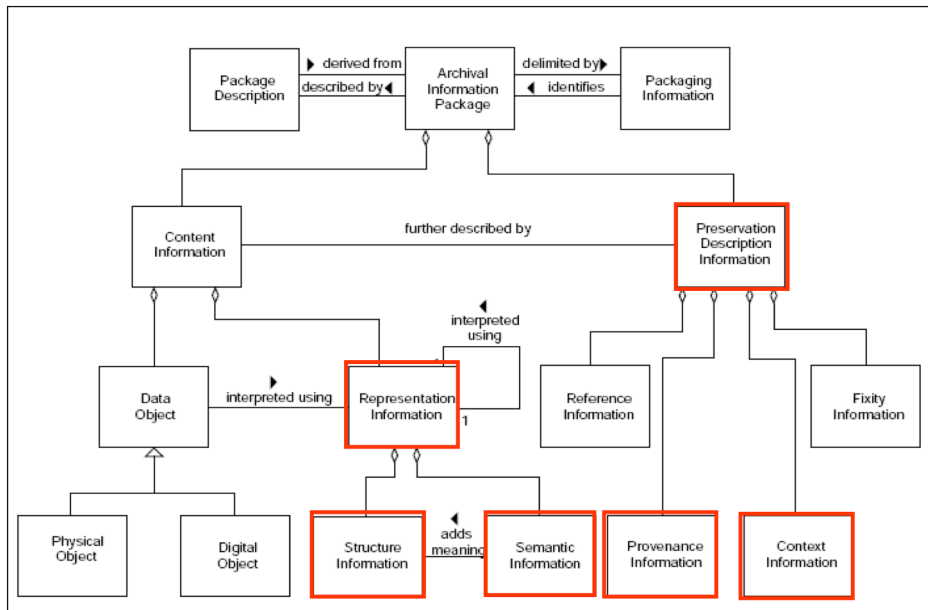 Package
Description
▶ derived from
described by◀
Archival
Information
Package
delimited by▶
◀ identifies
Packaging
Information
Content
Information
further described by
Preservation
Description
Information
◀
interpreted
using
Data
Object
▶
interpreted using
Representation
Information
1
Reference
Information
Fixity
Information
Physical
Object
Digital
Object
Structure
Information
◀
adds
meaning
Semantic
Information
Provenance
Information
Context
Information